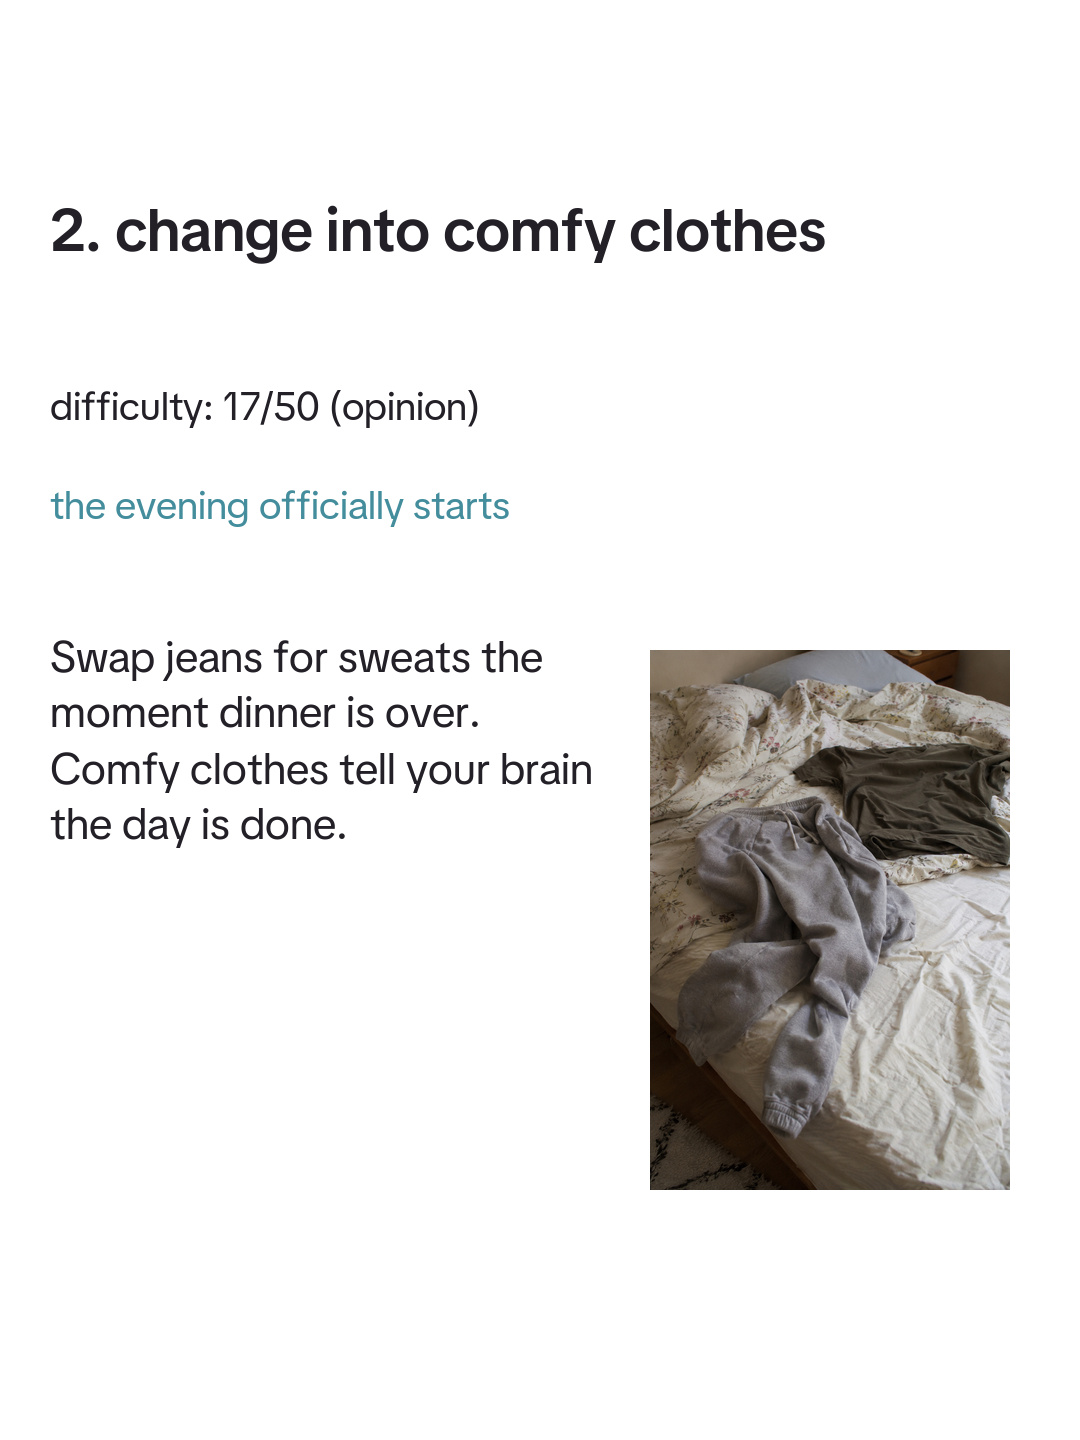 2. change into comfy clothes
difficulty: 17/50 (opinion)
the evening officially starts
Swap jeans for sweats the
moment dinner is over.
Comfy clothes tell your brain
the day is done.